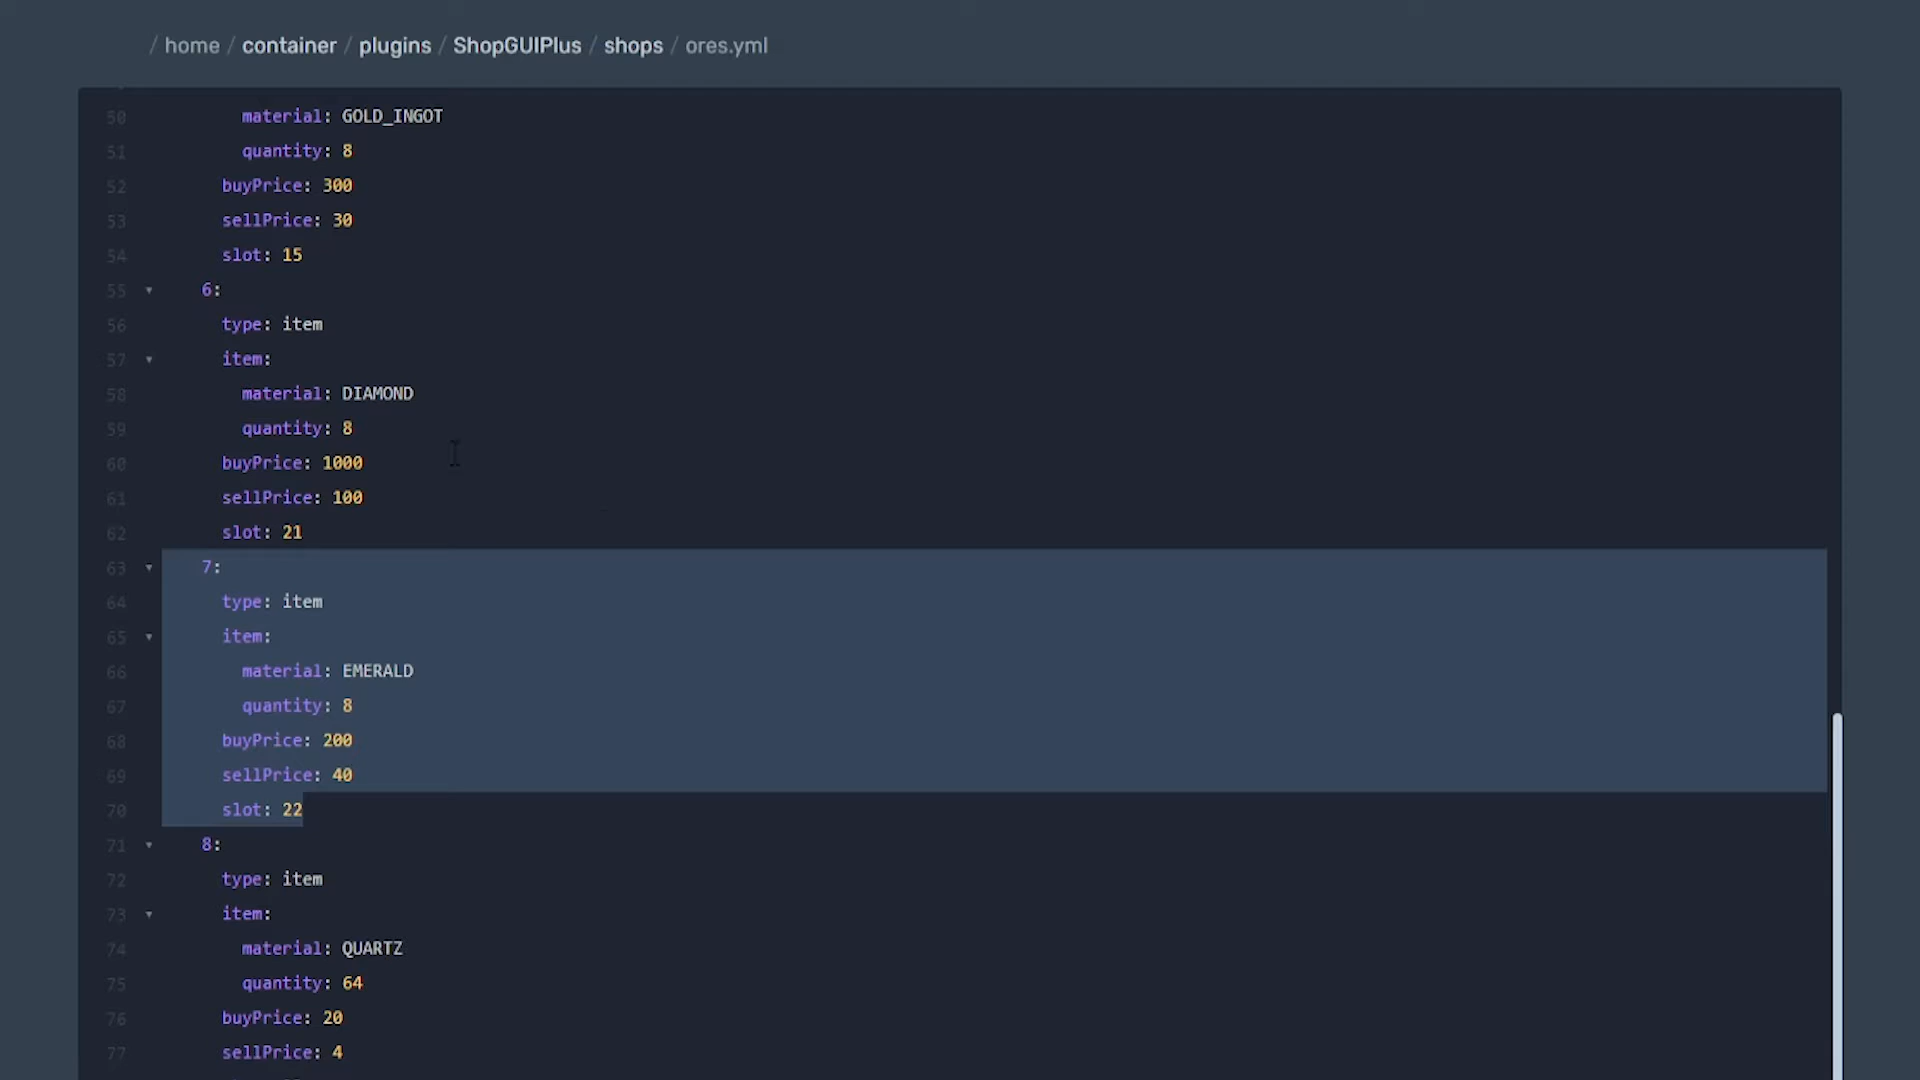 / home / container / plugins / ShopGUIPlus / shops / ores.yml
50 material: GOLD_INGOT
51 quantity: 8
52 buyPrice: 300
53 sellPrice: 30
54 slot: 15
55 6:
56 type: item
57 item:
58 material: DIAMOND
59 quantity: 8
60 buyPrice: 1000
61 sellPrice: 100
62 slot: 21
63 7:
64 type: item
65 item:
66 material: EMERALD
67 quantity: 8
68 buyPrice: 200
69 sellPrice: 40
70 slot: 22
71 8:
72 type: item
73 item:
74 material: QUARTZ
75 quantity: 64
76 buyPrice: 20
77 sellPrice: 4